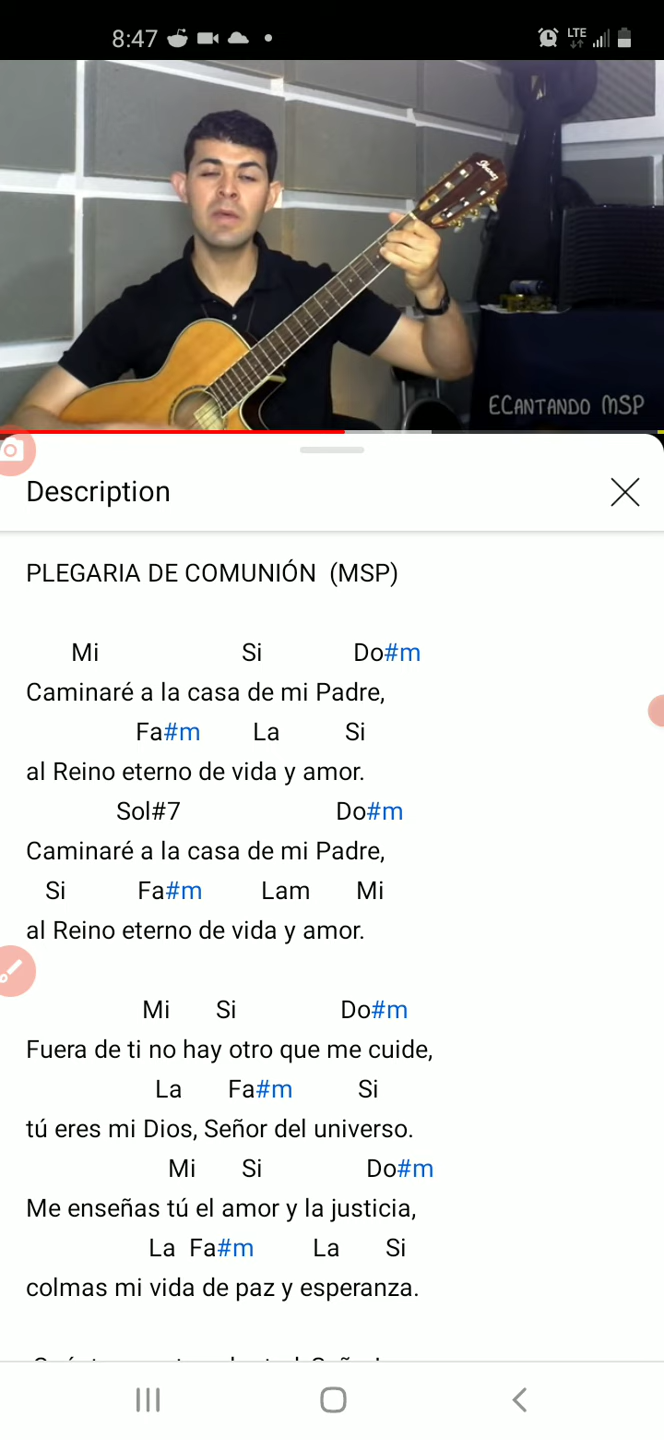 8:47 LTE
Ibanez
ECANTANDO MSP
Description
PLEGARIA DE COMUNIÓN (MSP)
Mi Si Do#m
Caminaré a la casa de mi Padre,
Fa#m La Si
al Reino eterno de vida y amor.
Sol#7 Do#m
Caminaré a la casa de mi Padre,
Si Fa#m Lam Mi
al Reino eterno de vida y amor.
Mi Si Do#m
Fuera de ti no hay otro que me cuide,
La Fa#m Si
tú eres mi Dios, Señor del universo.
Mi Si Do#m
Me enseñas tú el amor y la justicia,
La Fa#m La Si
colmas mi vida de paz y esperanza.